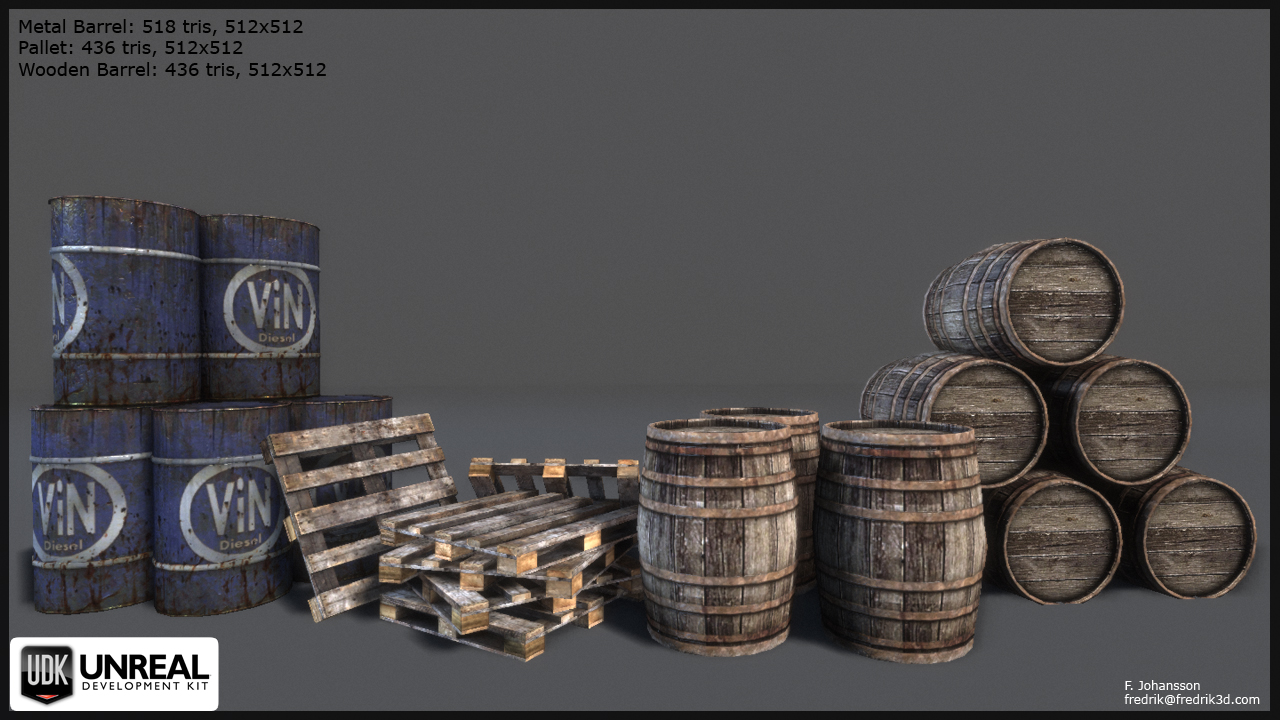 Metal Barrel: 518 tris, 512x512
Pallet: 436 tris, 512x512
Wooden Barrel: 436 tris, 512x512
ViN
Diesel
ViN
Diesel
ViN
Diesel
UDK UNREAL
DEVELOPMENT KIT
F. Johansson
fredrik@fredrik3d.com